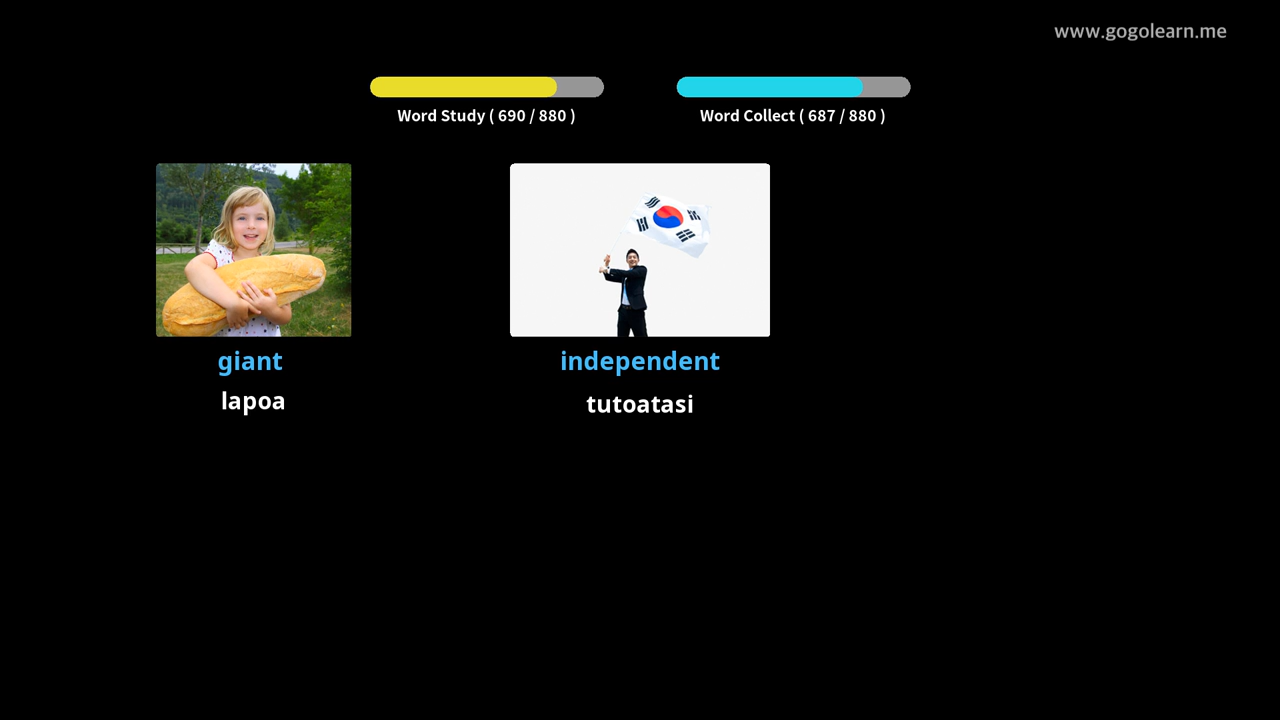 www.gogolearn.me
Word Study ( 690 / 880 )
Word Collect ( 687 / 880 )
giant
lapoa
independent
tutoatasi